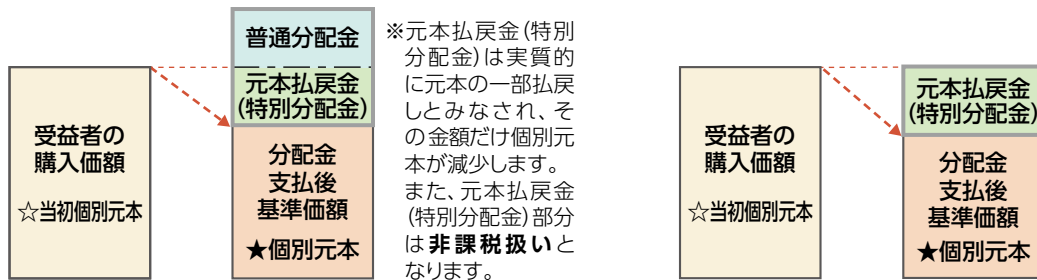 受益者の
購入価額
☆当初個別元本
普通分配金
元本払戻金
(特別分配金)
分配金
支払後
基準価額
★個別元本
※元本払戻金(特別
分配金)は実質的
に元本の一部払戻
しとみなされ、そ
の金額だけ個別元
本が減少します。
また、元本払戻金
(特別分配金)部分
は非課税扱いと
なります。
受益者の
購入価額
☆当初個別元本
元本払戻金
(特別分配金)
分配金
支払後
基準価額
★個別元本